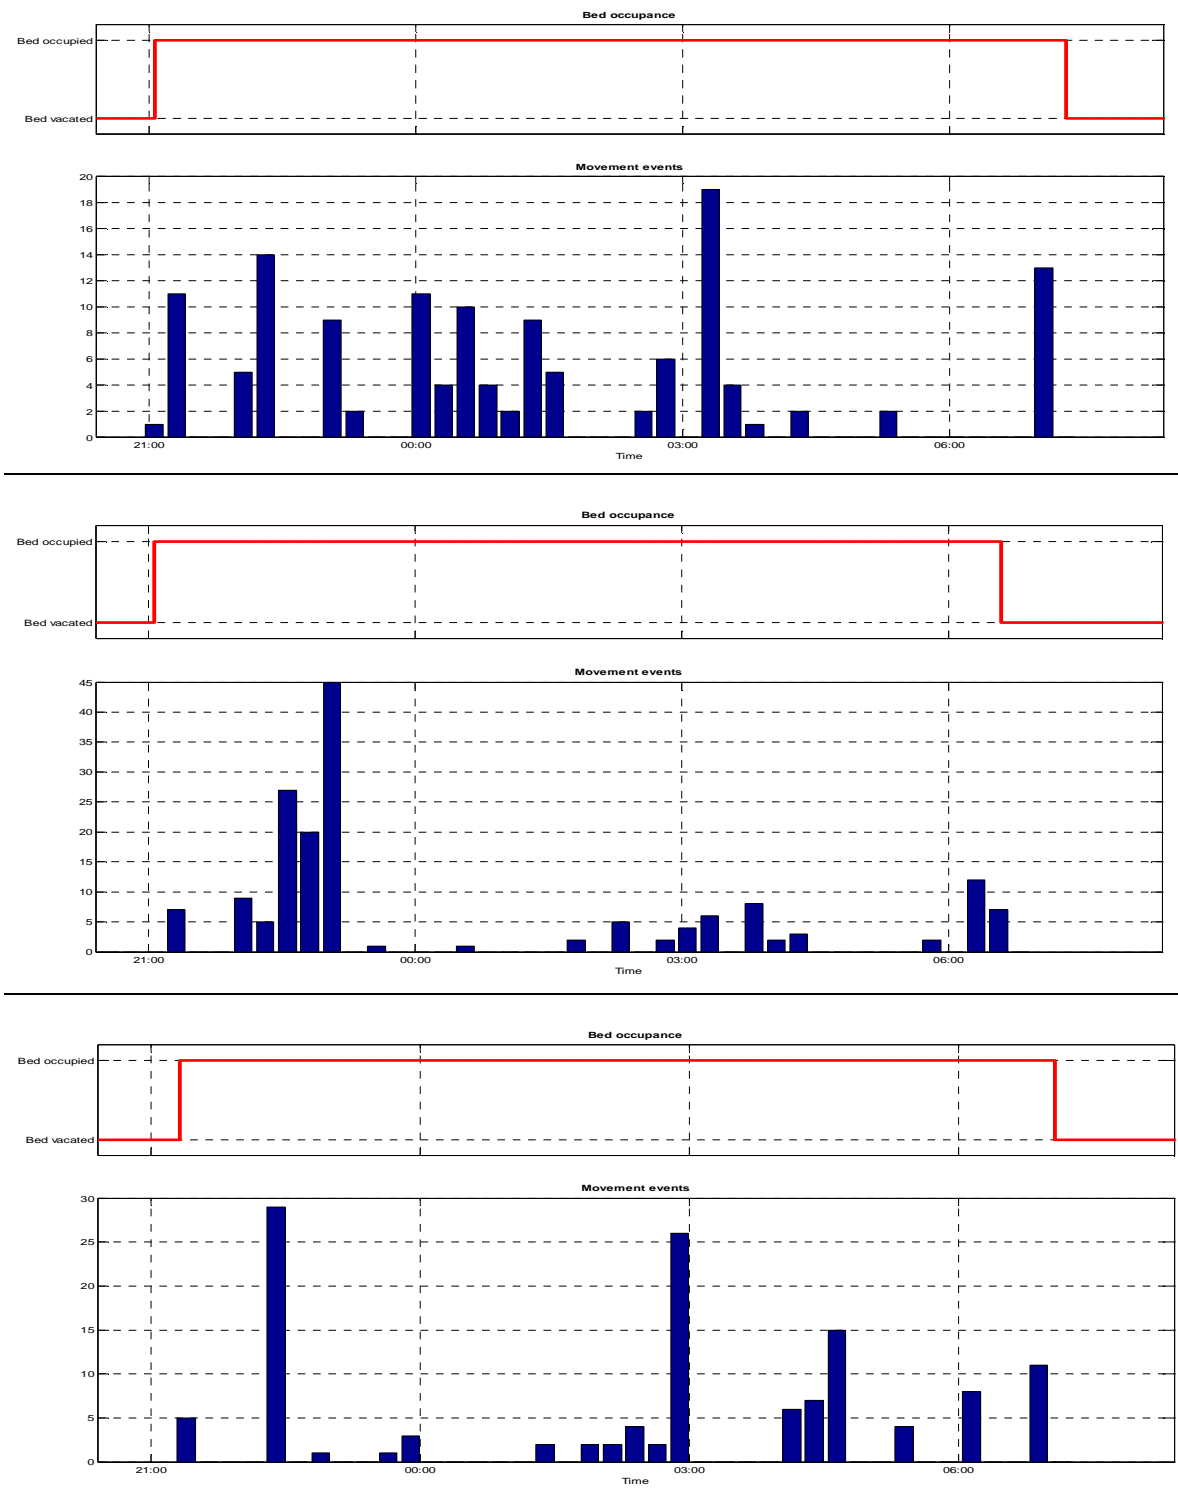 Bed occupance
Bed occupied
Bed vacated
Movement events
20
18
16
14
12
10
8
6
4
2
0
21:00 00:00 03:00 06:00
Time
Bed occupance
Bed occupied
Bed vacated
Movement events
45
40
35
30
25
20
15
10
5
0
21:00 00:00 03:00 06:00
Time
Bed occupance
Bed occupied
Bed vacated
Movement events
30
25
20
15
10
5
0
21:00 00:00 03:00 06:00
Time